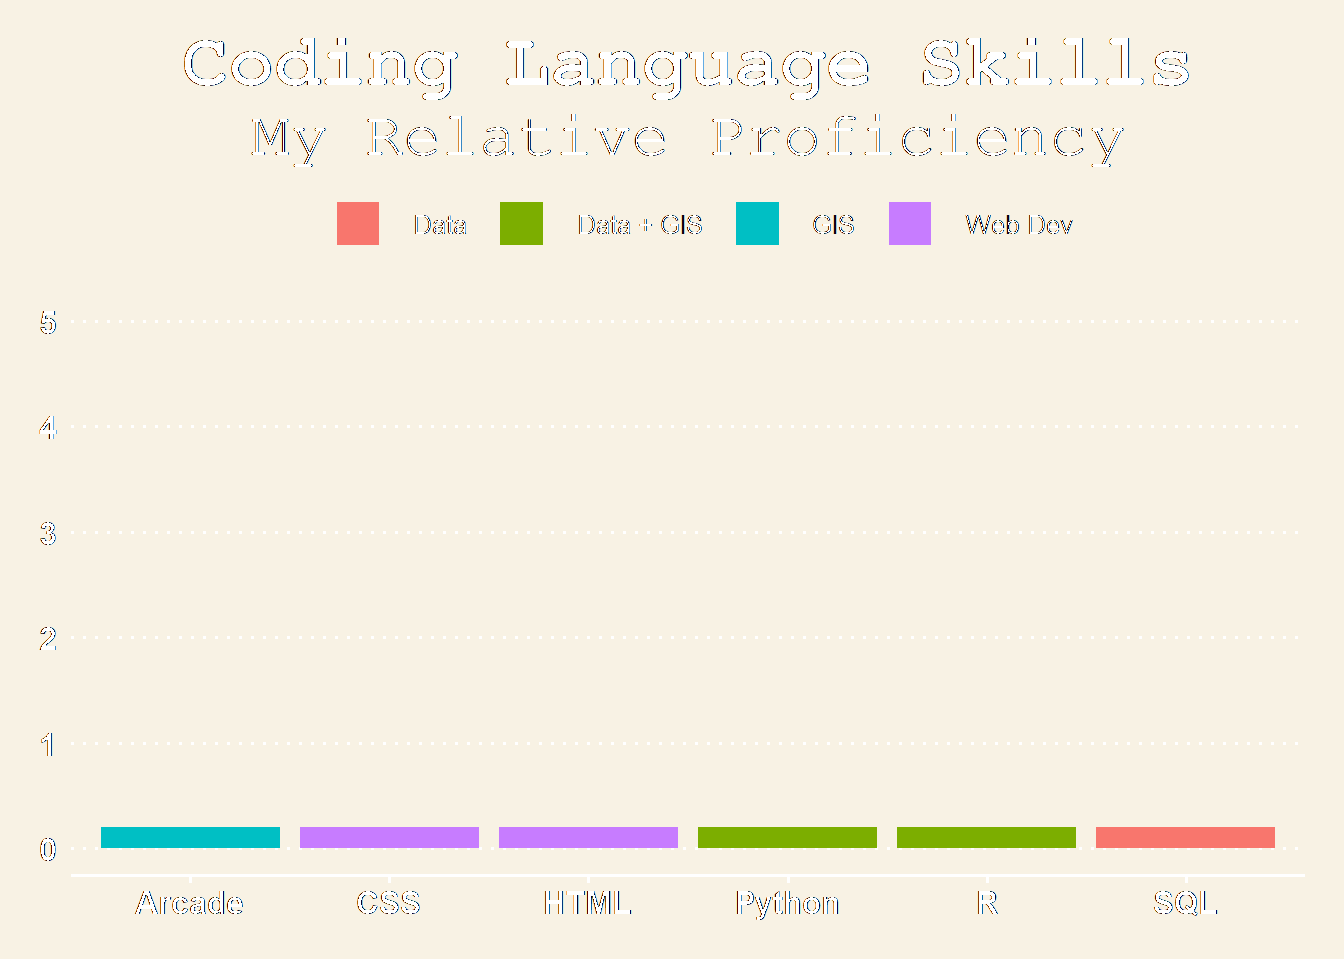 Coding Language Skills
My Relative Proficiency
Data Data + GIS GIS Web Dev
5
4
3
2
1
0
Arcade CSS HTML Python R SQL